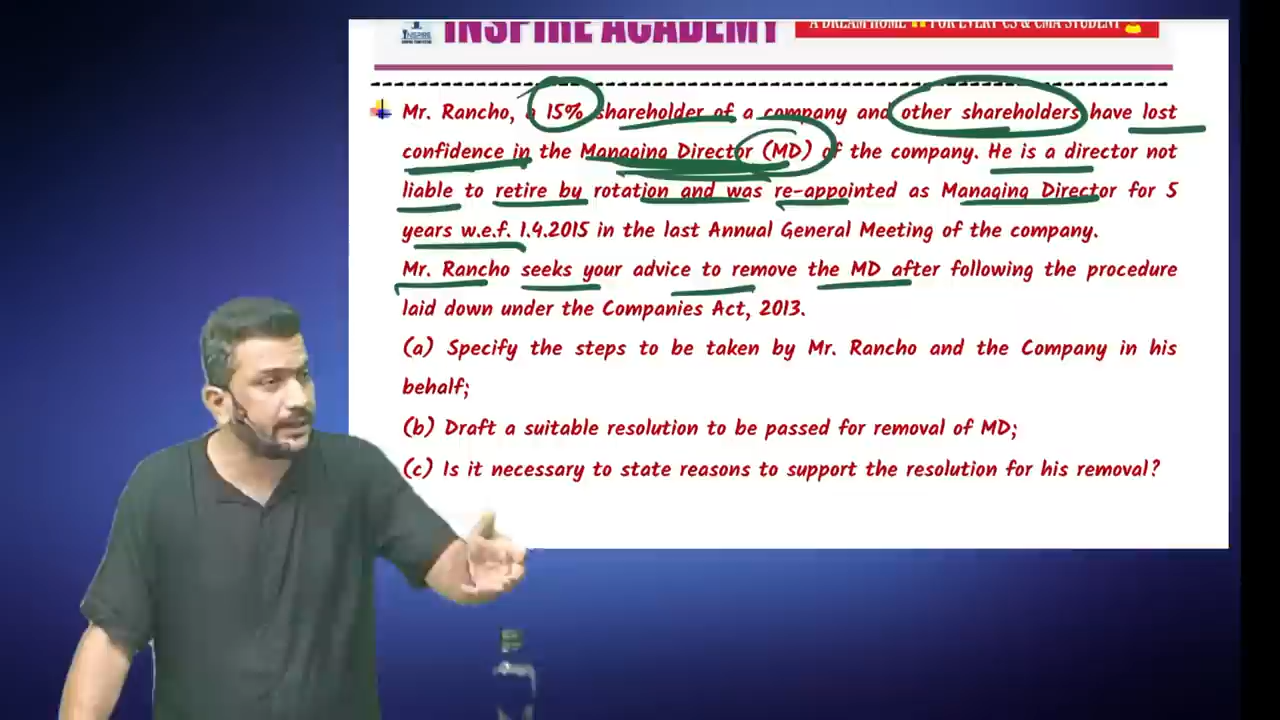 INSPIRE ACADEMY
A DREAM HOME FOR EVERY CS & CMA STUDENT
INSPIRE
Mr. Rancho, a 15% shareholder of a company and other shareholders have lost
confidence in the Managing Director (MD) of the company. He is a director not
liable to retire by rotation and was re-appointed as Managing Director for 5
years w.e.f. 1.4.2015 in the last Annual General Meeting of the company.
Mr. Rancho seeks your advice to remove the MD after following the procedure
laid down under the Companies Act, 2013.
(a) Specify the steps to be taken by Mr. Rancho and the Company in his
behalf;
(b) Draft a suitable resolution to be passed for removal of MD;
(c) Is it necessary to state reasons to support the resolution for his removal?